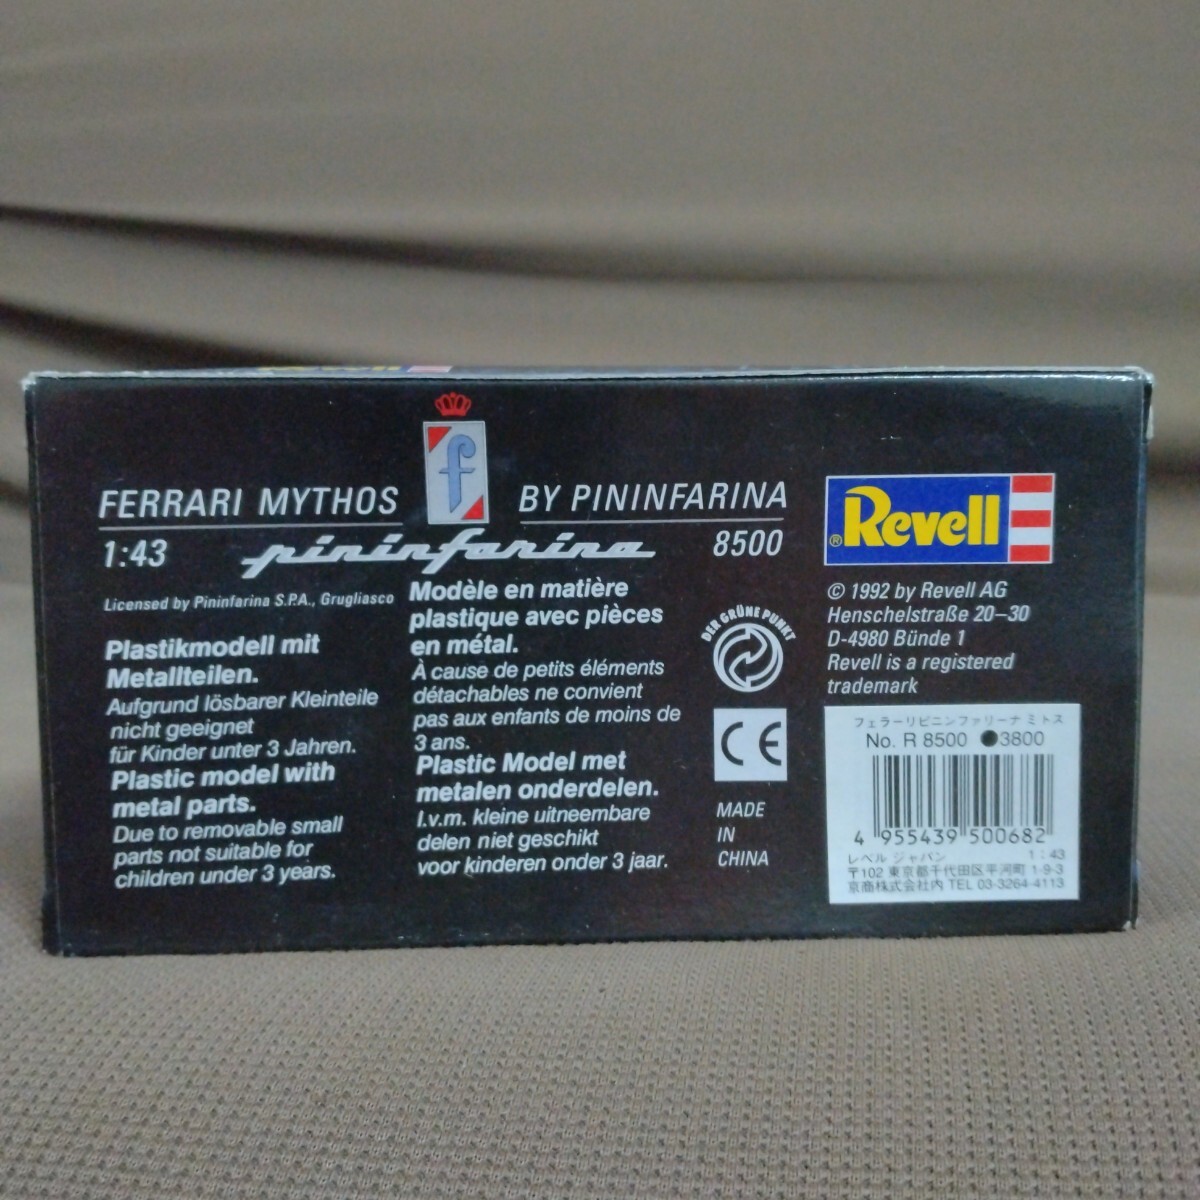 Revell
f
FERRARI MYTHOS
BY PININFARINA
1:43
pininfarina
8500
Licensed by Pininfarina S.P.A., Grugliasco
Plastikmodell mit
Metallteilen.
Aufgrund lösbarer Kleinteile
nicht geeignet
für Kinder unter 3 Jahren.
Plastic model with
metal parts.
Due to removable small
parts not suitable for
children under 3 years.
Modèle en matière
plastique avec pièces
en métal.
À cause de petits éléments
détachables ne convient
pas aux enfants de moins de
3 ans.
Plastic Model met
metalen onderdelen.
I.v.m. kleine uitneembare
delen niet geschikt
voor kinderen onder 3 jaar.
DER GRÜNE PUNKT
CE
MADE
IN
CHINA
® Revell
© 1992 by Revell AG
Henschelstraße 20–30
D-4980 Bünde 1
Revell is a registered
trademark
フェラーリピニンファリーナ ミトス
No. R 8500 ●3800
4 955439 500682
レベル ジャパン 1:43
〒102 東京都千代田区平河町 1-9-3
京商株式会社内 TEL 03-3264-4113